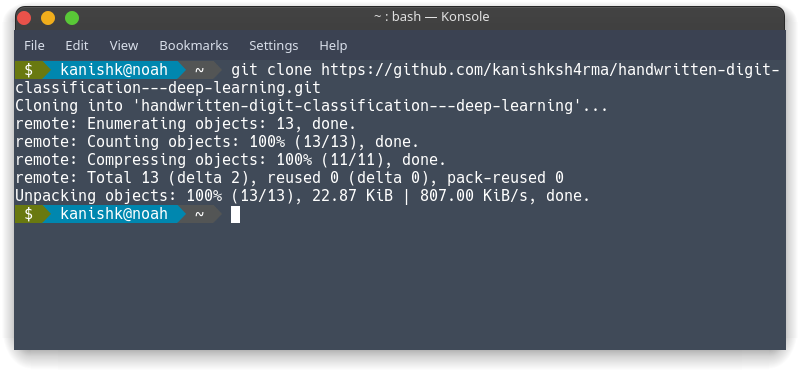 ~ : bash — Konsole
File Edit View Bookmarks Settings Help
$ kanishk@noah ~ git clone https://github.com/kanishksh4rma/handwritten-digit-
classification---deep-learning.git
Cloning into 'handwritten-digit-classification---deep-learning'...
remote: Enumerating objects: 13, done.
remote: Counting objects: 100% (13/13), done.
remote: Compressing objects: 100% (11/11), done.
remote: Total 13 (delta 2), reused 0 (delta 0), pack-reused 0
Unpacking objects: 100% (13/13), 22.87 KiB | 807.00 KiB/s, done.
$ kanishk@noah ~